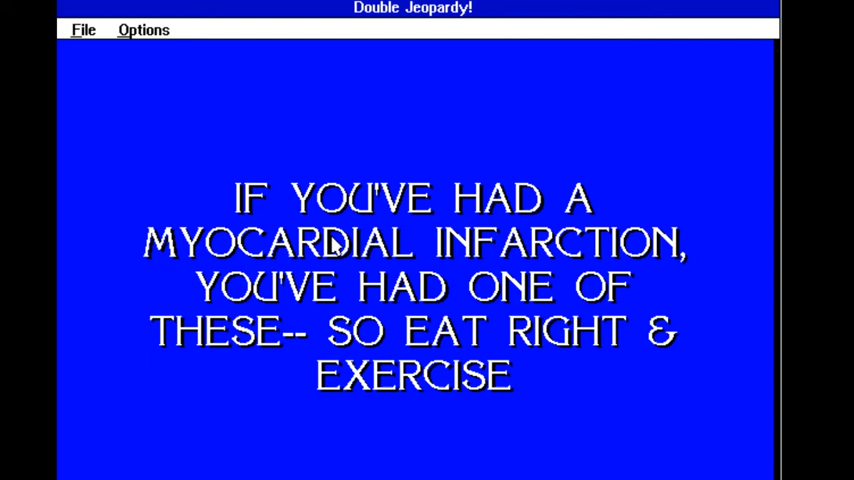 Double Jeopardy!
File Options
IF YOU'VE HAD A
MYOCARDIAL INFARCTION,
YOU'VE HAD ONE OF
THESE-- SO EAT RIGHT &
EXERCISE